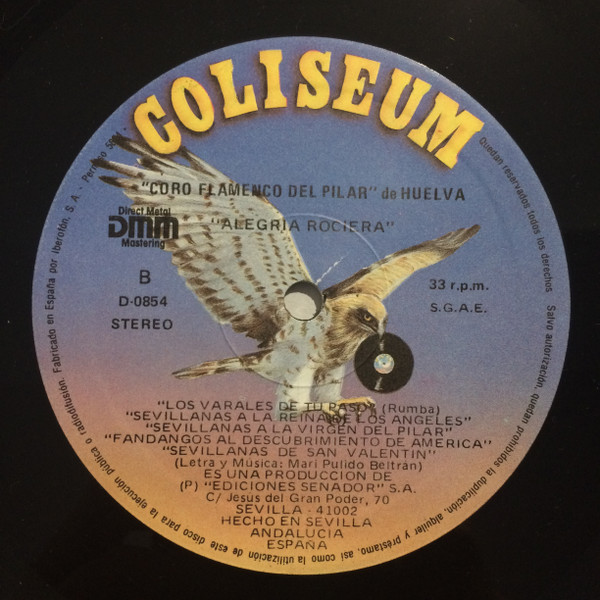 COLISEUM
"CORO FLAMENCO DEL PILAR" de HUELVA
"ALEGRIA ROCIERA"
Direct Metal
DMM
Mastering
B
D-0854
STEREO
33 r.p.m.
S.G.A.E.
"LOS VARALES DE TU PASO" (Rumba)
"SEVILLANAS A LA REINA DE LOS ANGELES"
"SEVILLANAS A LA VIRGEN DEL PILAR"
"FANDANGOS AL DESCUBRIMIENTO DE AMERICA"
"SEVILLANAS DE SAN VALENTIN"
(Letra y Música: Mari Pulido Beltrán)
ES UNA PRODUCCION DE
(P) "EDICIONES SENADOR" S.A.
C/ Jesus del Gran Poder, 70
SEVILLA - 41002
HECHO EN SEVILLA
ANDALUCIA
ESPAÑA
Quedan reservados todos los derechos Salvo autorización, quedan prohibidos la duplicación, alquiler y préstamo, así como la utilización de este disco para la ejecución pública o radiodifusión. Fabricado en España por Iberofón, S. A. -